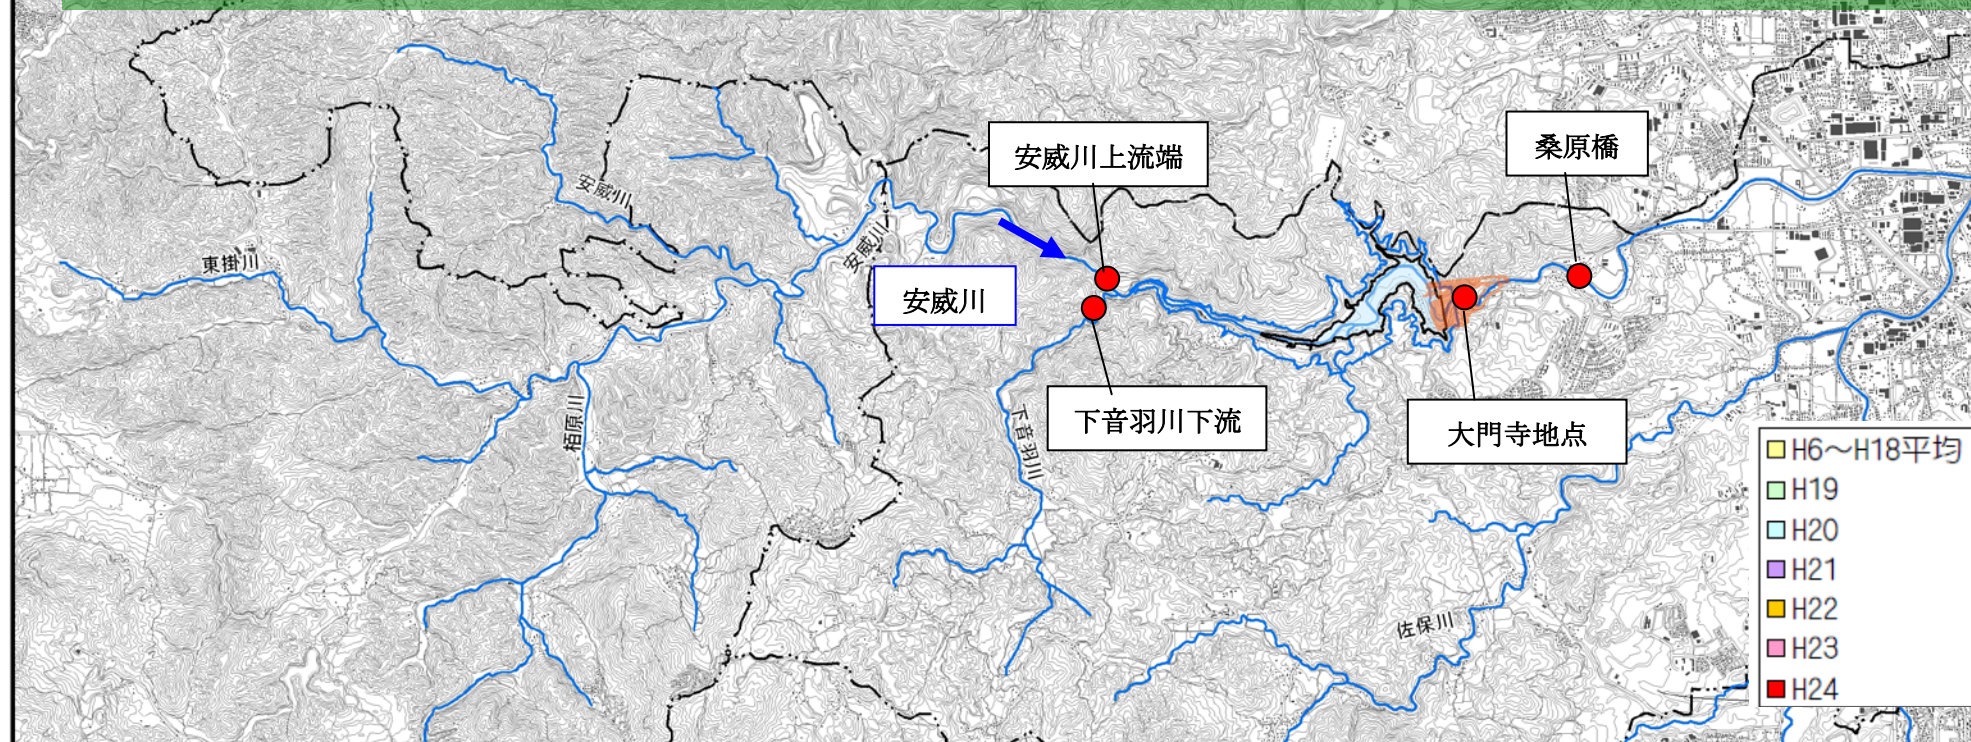 安威川上流端
桑原橋
安威川
安威川
東掛川
安威川
下音羽川下流
大門寺地点
栢原川
下音羽川
佐保川
H6～H18平均
H19
H20
H21
H22
H23
H24